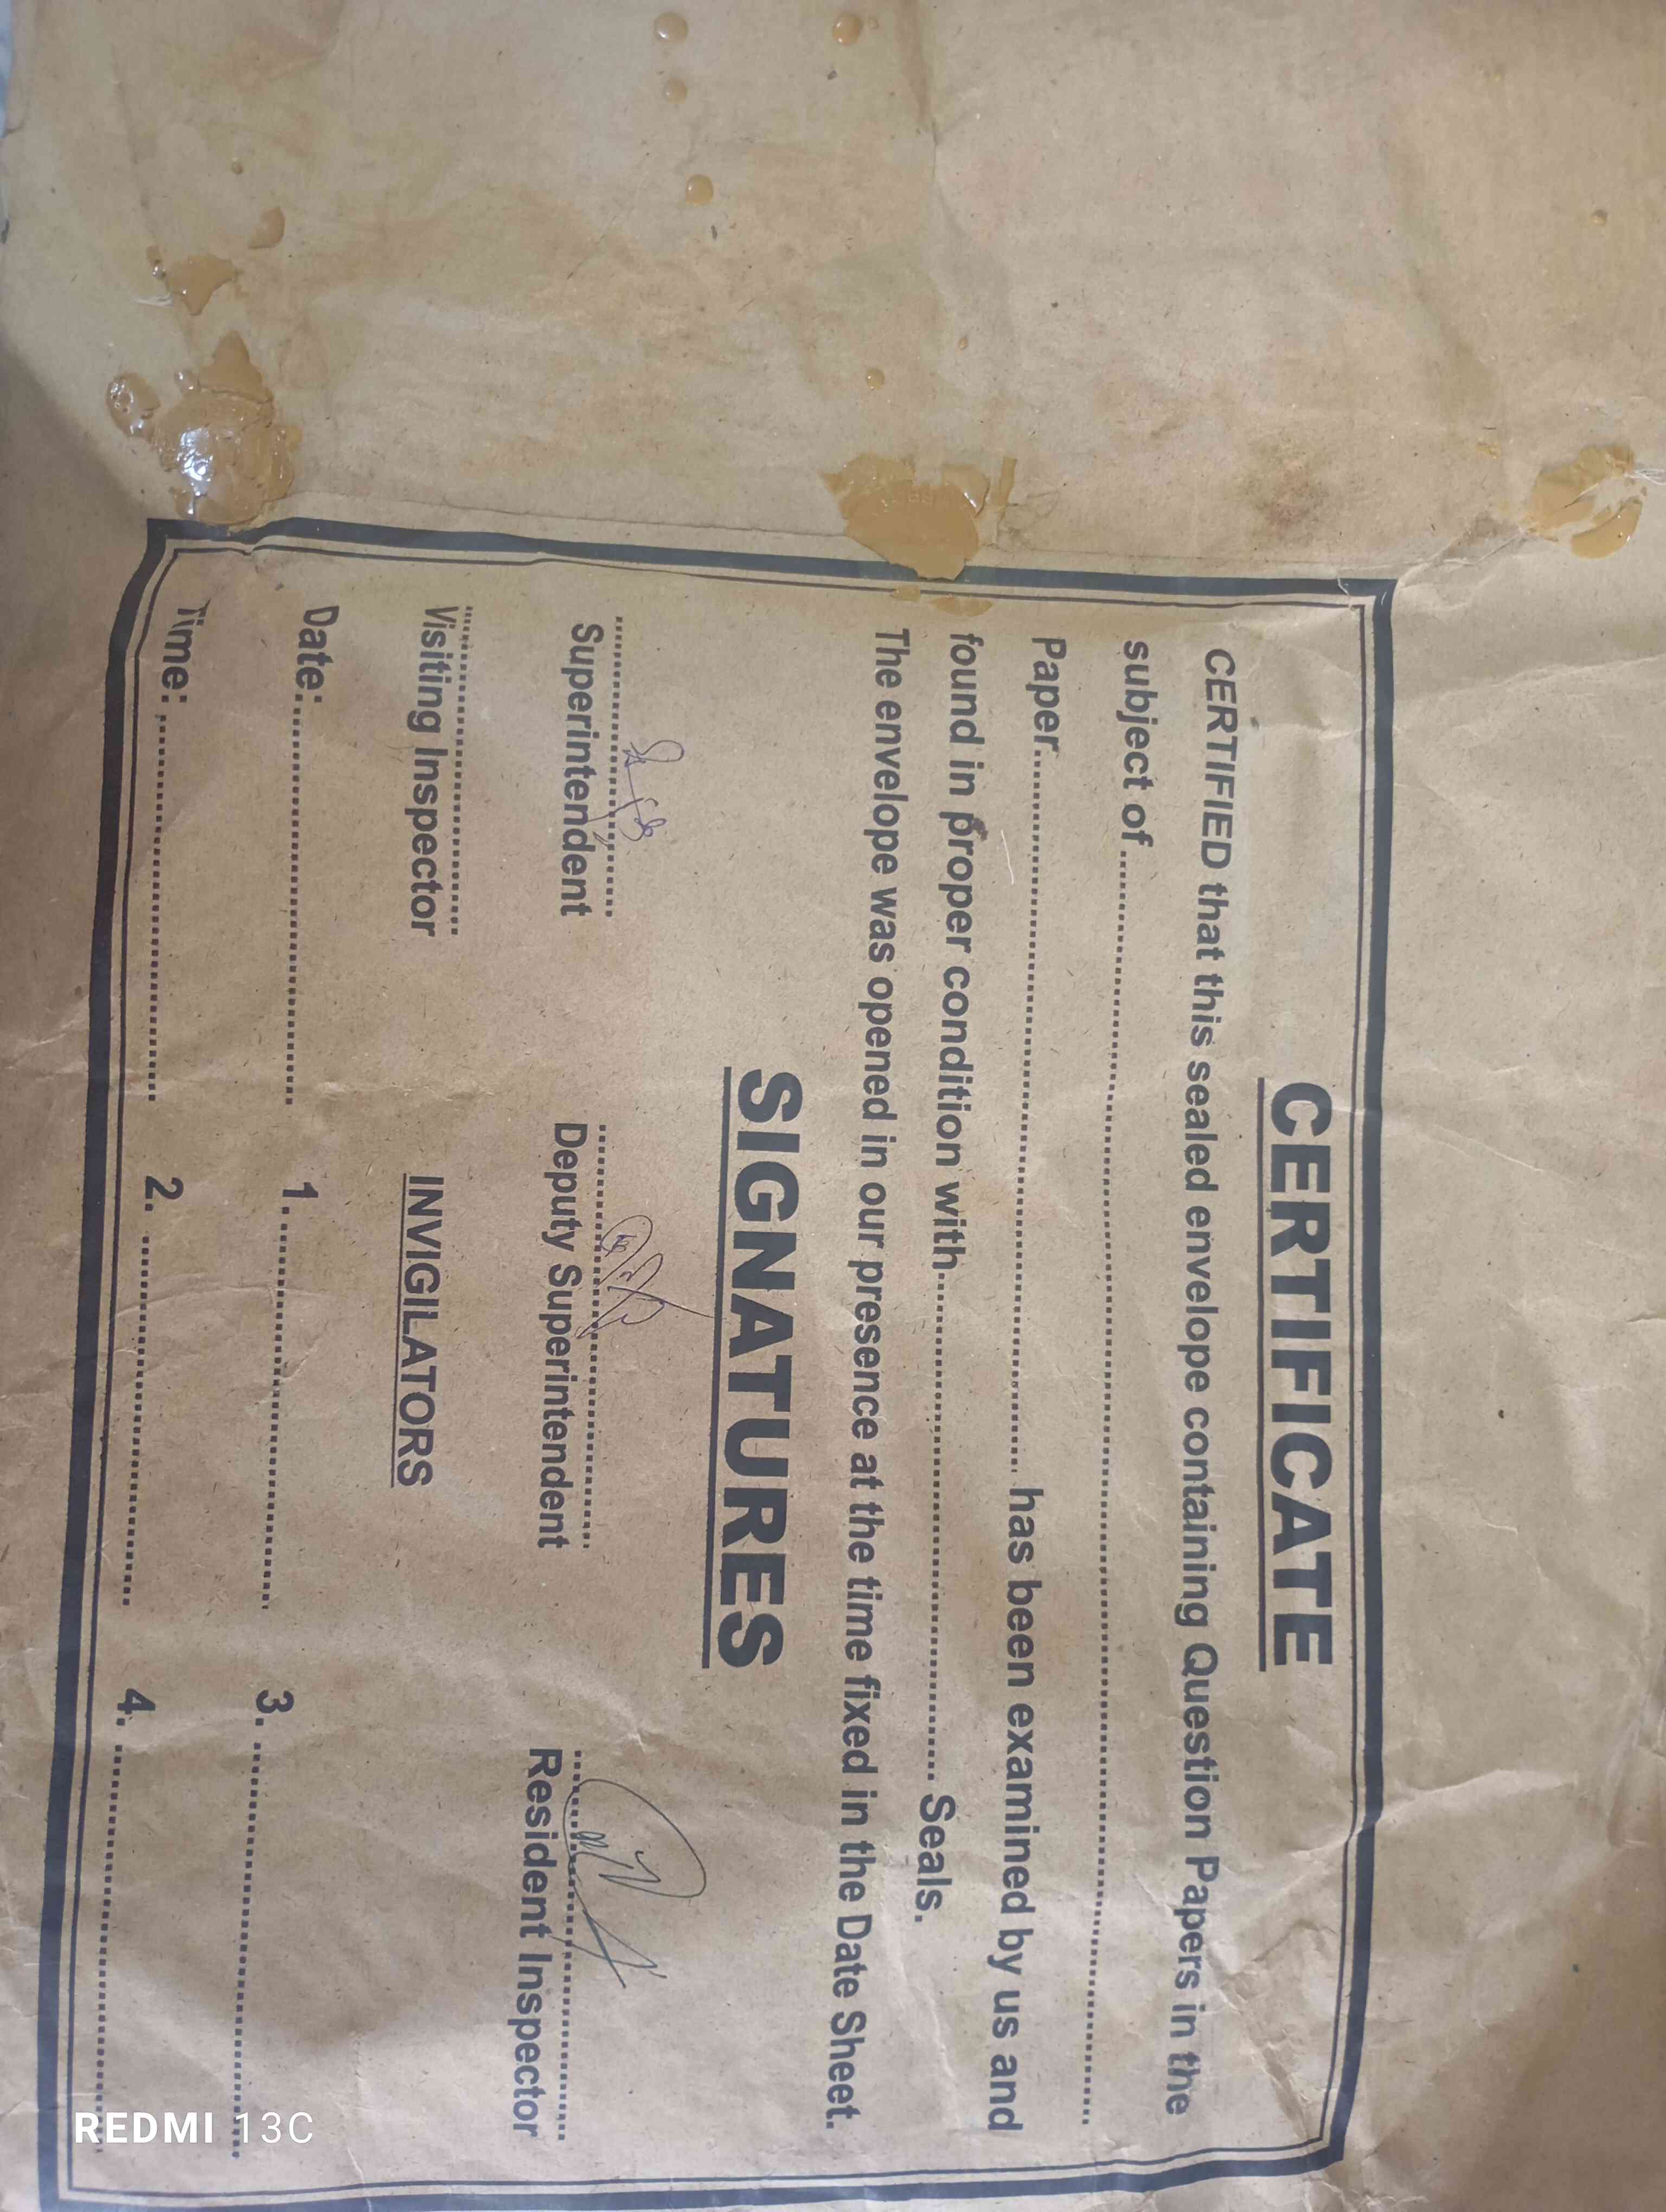 CERTIFICATE
CERTIFIED that this sealed envelope containing Question Papers in the
subject of ..........................................................................................
Paper.................................................................. has been examined by us and
found in proper condition with.............................................. Seals.
The envelope was opened in our presence at the time fixed in the Date Sheet.
SIGNATURES
Superintendent Deputy Superintendent Resident Inspector
Visiting Inspector INVIGILATORS
Date:........................................ 1. ........................................ 3. ........................................
Time: ........................................ 2. ........................................ 4. ........................................
REDMI 13C